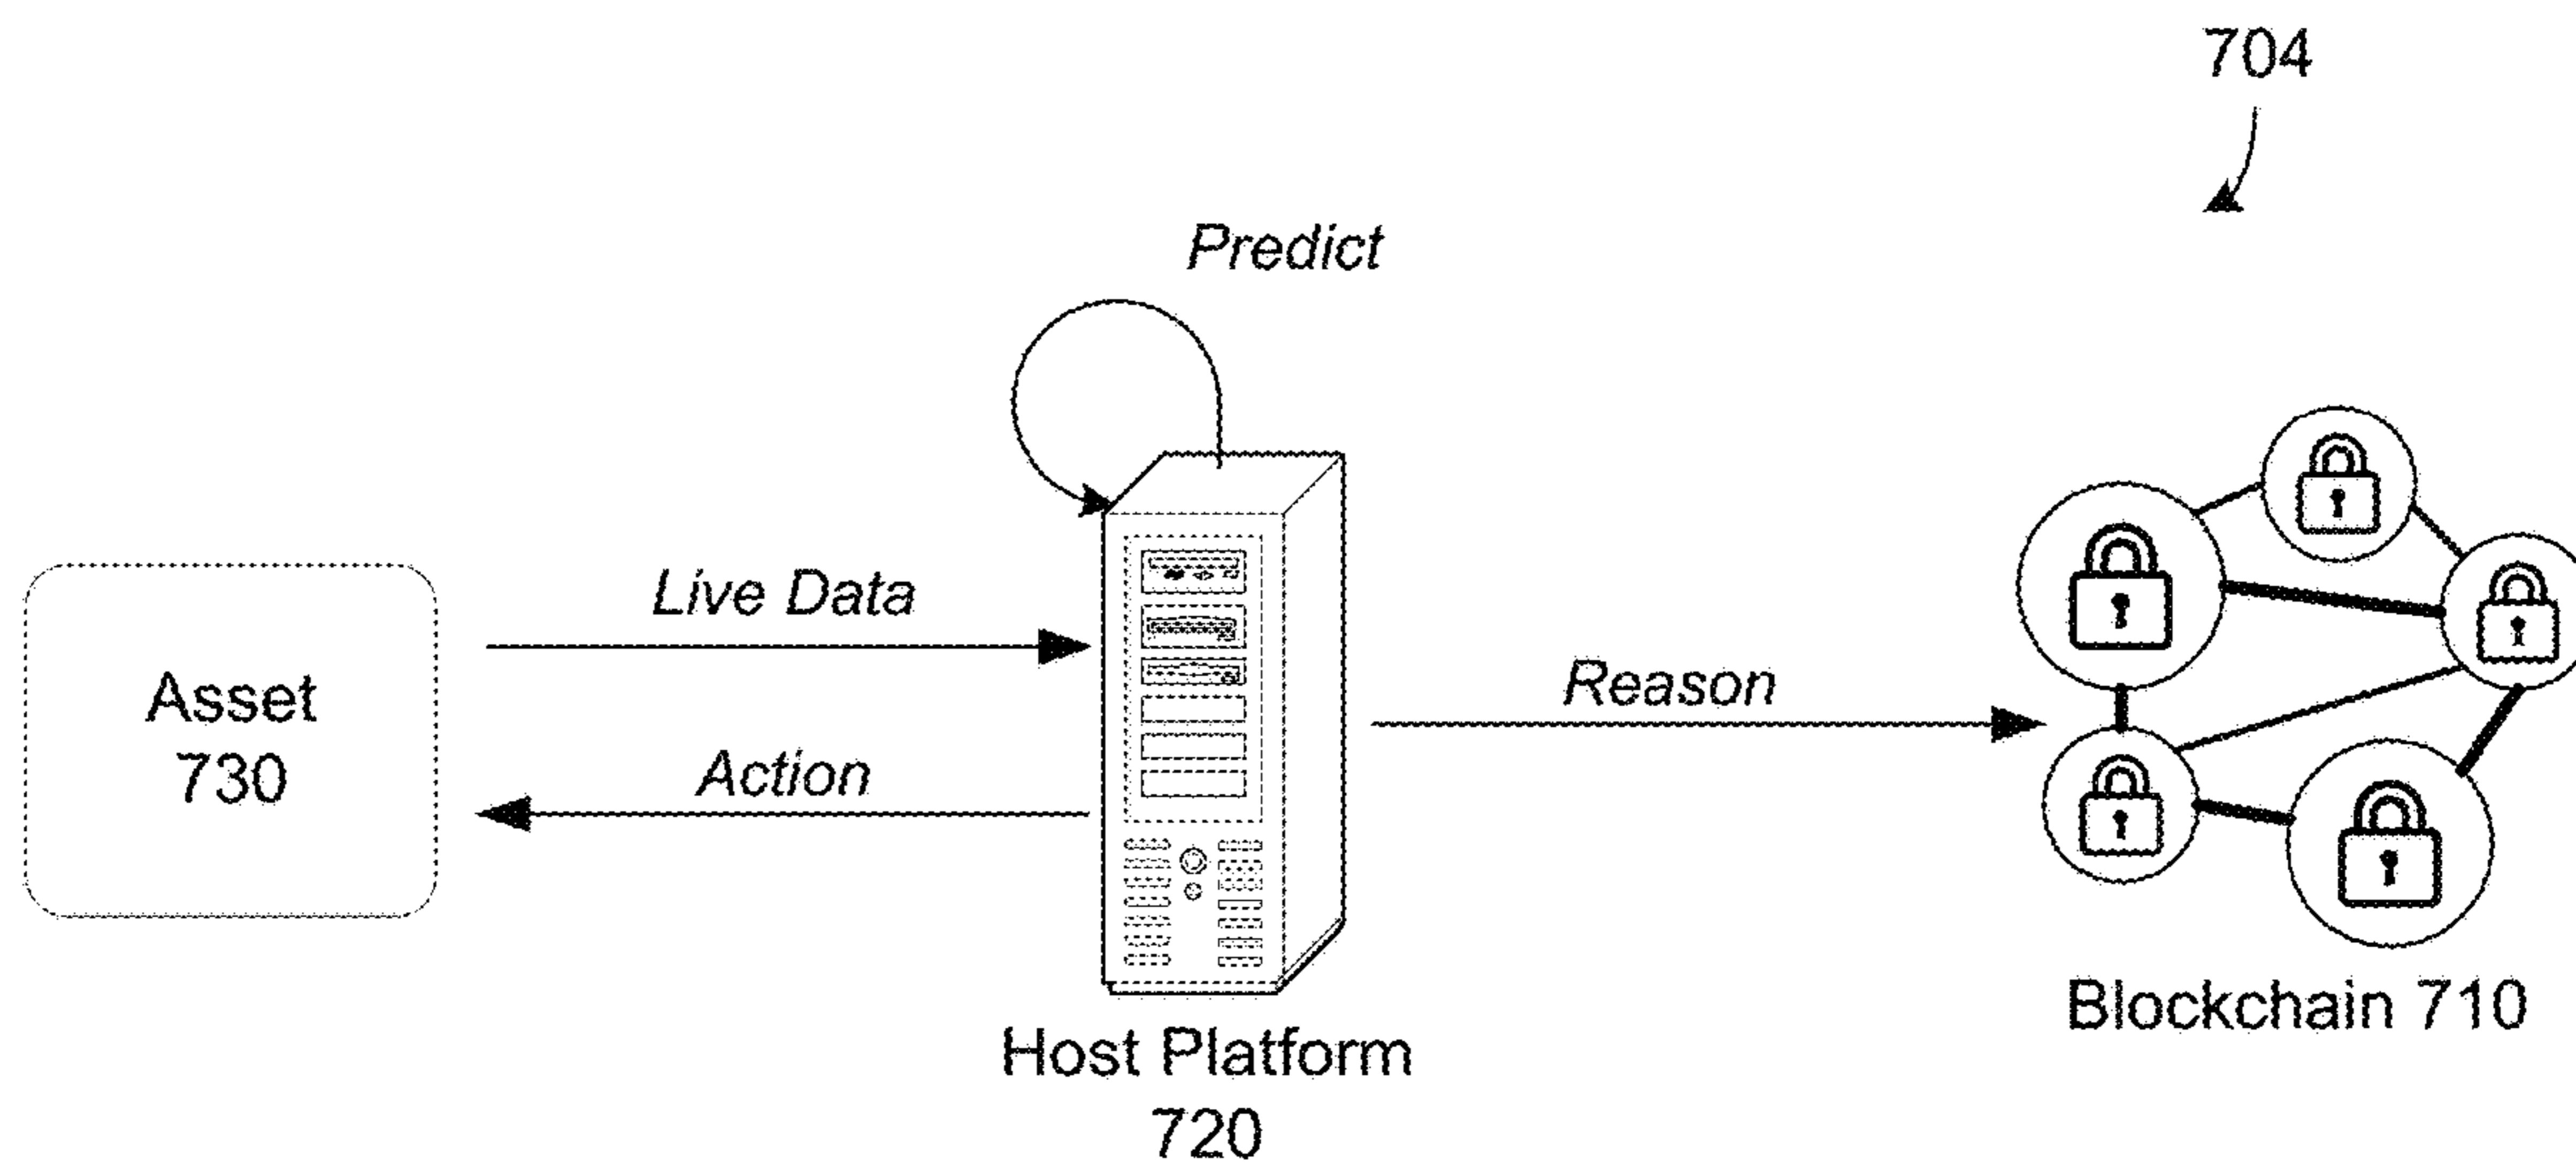 704
Predict
Live Data
Asset
730
Action
Reason
Host Platform
720
Blockchain 710